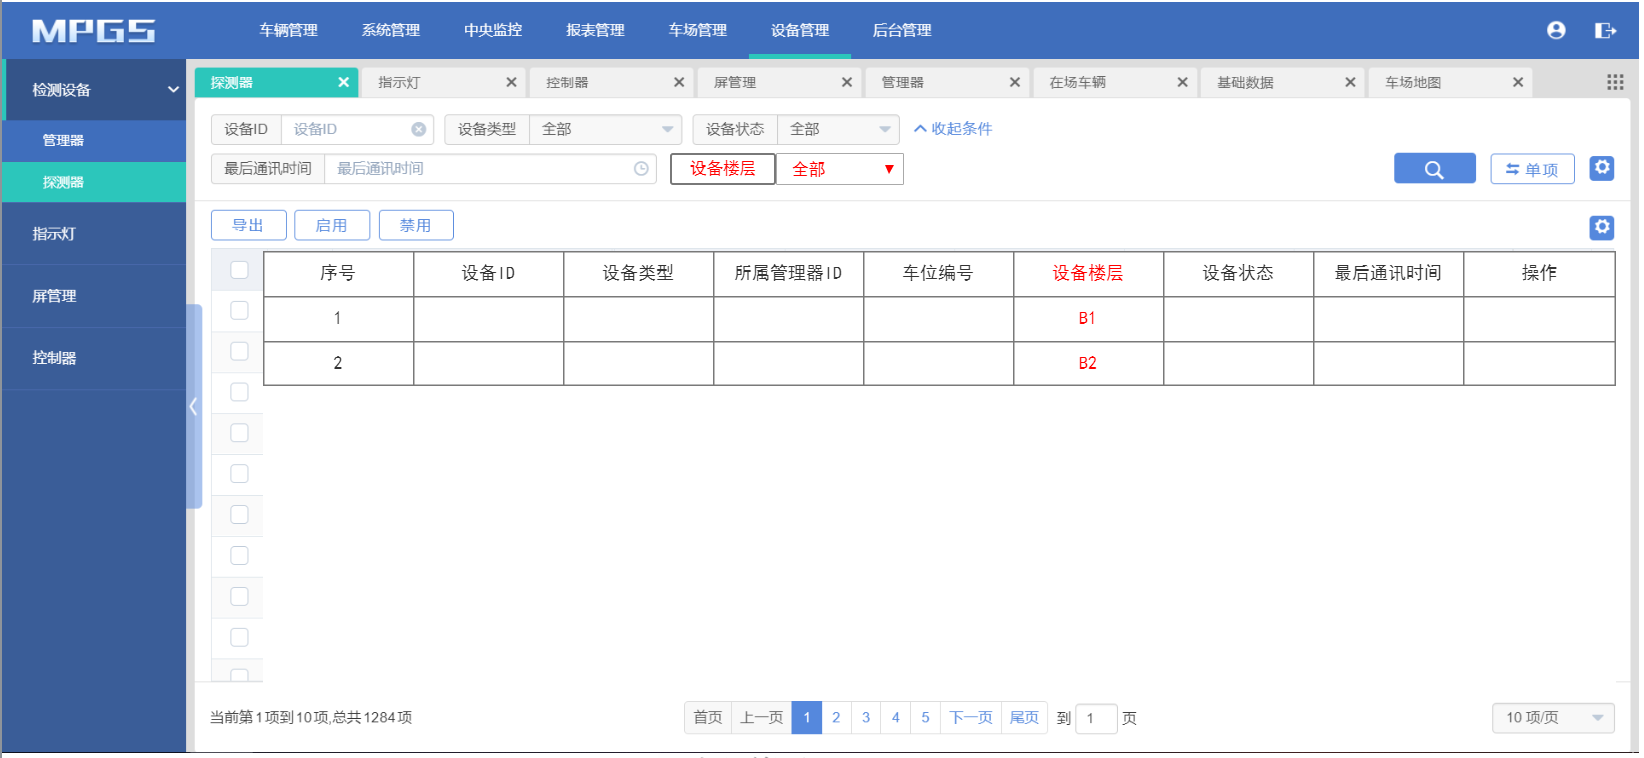 MPGS 车辆管理 系统管理 中央监控 报表管理 车场管理 设备管理 后台管理
检测设备
管理器
探测器
指示灯
屏管理
控制器
探测器 指示灯 控制器 屏管理 管理器 在场车辆 基础数据 车场地图
设备ID 设备ID 设备类型 全部 设备状态 全部 收起条件
最后通讯时间 最后通讯时间 设备楼层 全部 单项
导出 启用 禁用
序号 设备ID 设备类型 所属管理器ID 车位编号 设备楼层 设备状态 最后通讯时间 操作
1 B1
2 B2
当前第1项到10项,总共1284项 首页 上一页 1 2 3 4 5 下一页 尾页 到 1 页 10 项/页